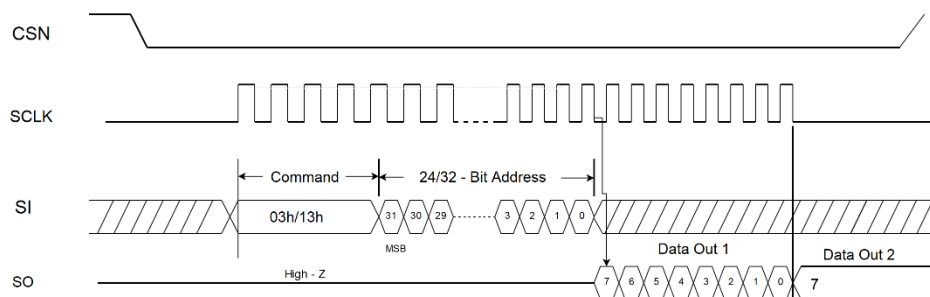 CSN
SCLK
Command
24/32 - Bit Address
SI
03h/13h
31 30 29 3 2 1 0
MSB
Data Out 1
Data Out 2
High - Z
SO
7 6 5 4 3 2 1 0 7